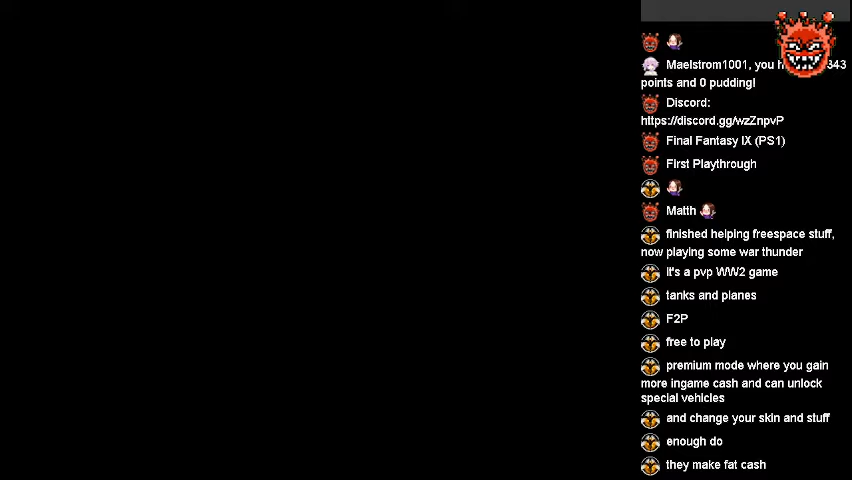 Maelstrom1001, you 343
points and 0 pudding!
Discord:
https://discord.gg/wzZnpvP
Final Fantasy IX (PS1)
First Playthrough
Matth
finished helping freespace stuff,
now playing some war thunder
it's a pvp WW2 game
tanks and planes
F2P
free to play
premium mode where you gain
more ingame cash and can unlock
special vehicles
and change your skin and stuff
enough do
they make fat cash